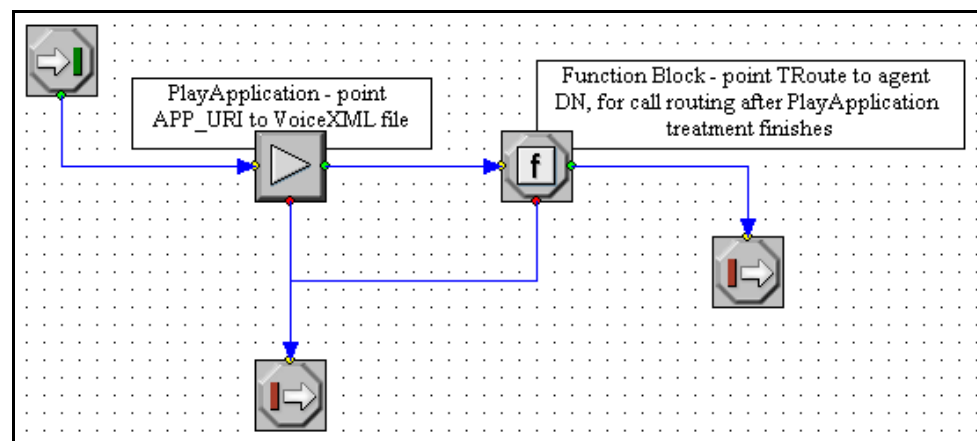 PlayApplication - point
APP_URI to VoiceXML file
Function Block - point TRoute to agent
DN, for call routing after PlayApplication
treatment finishes
f